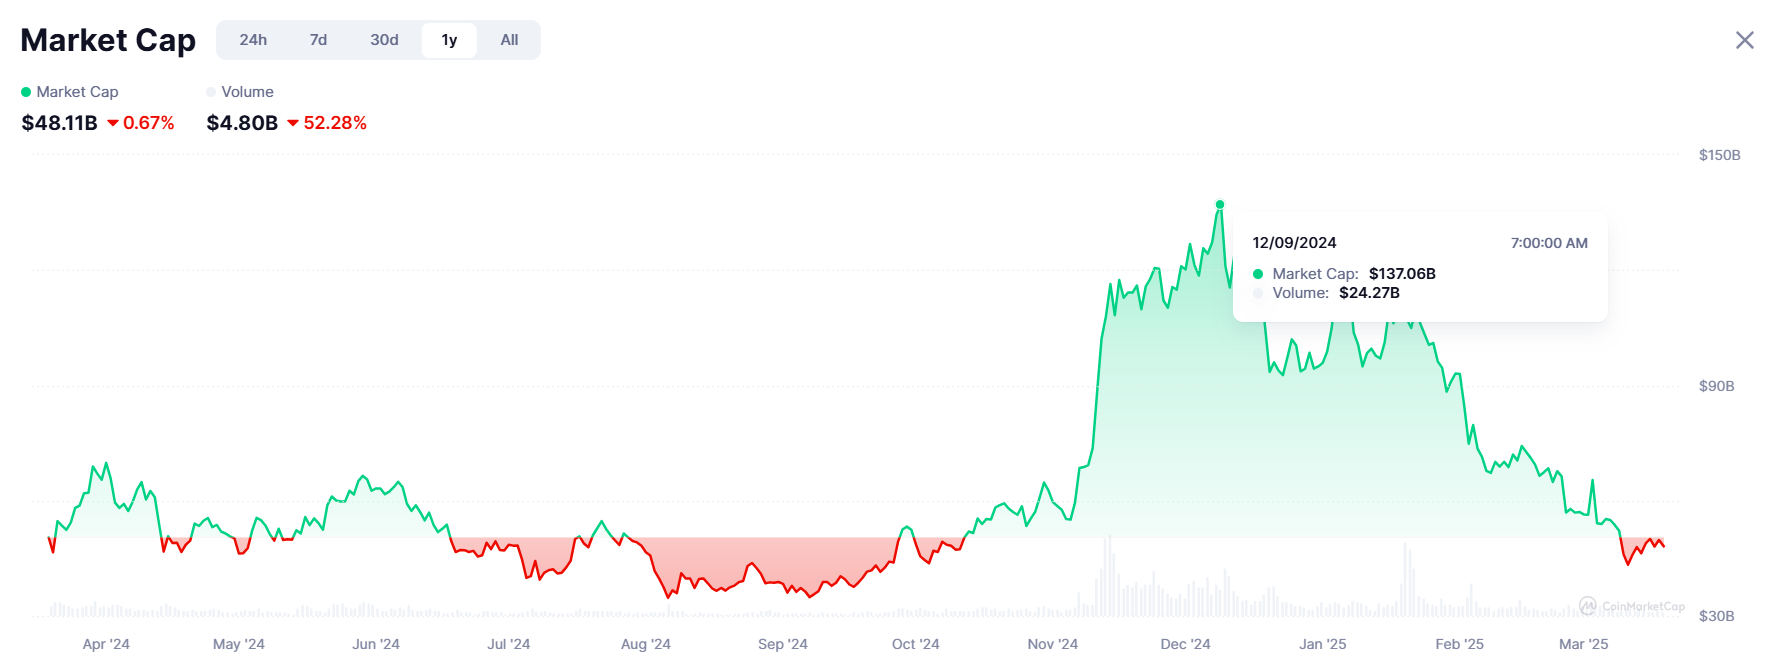 Market Cap 24h 7d 30d 1y All
Market Cap Volume
$48.11B 0.67% $4.80B 52.28%
$150B
12/09/2024 7:00:00 AM
Market Cap: $137.06B
Volume: $24.27B
$90B
CoinMarketCap
$30B
Apr '24 May '24 Jun '24 Jul '24 Aug '24 Sep '24 Oct '24 Nov '24 Dec '24 Jan '25 Feb '25 Mar '25